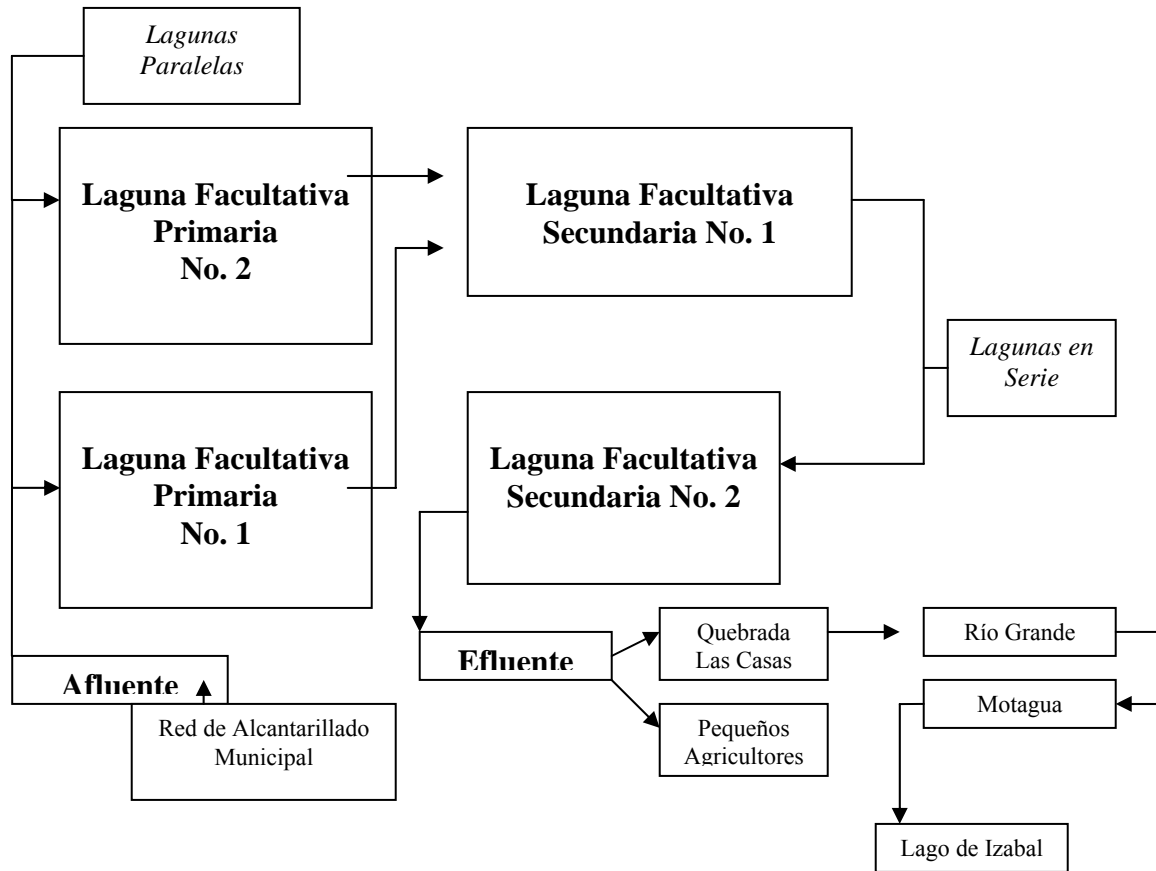 Lagunas
Paralelas
Laguna Facultativa
Primaria
No. 2
Laguna Facultativa
Secundaria No. 1
Lagunas en
Serie
Laguna Facultativa
Primaria
No. 1
Laguna Facultativa
Secundaria No. 2
Efluente
Quebrada
Las Casas
Río Grande
Afluente
Red de Alcantarillado
Municipal
Pequeños
Agricultores
Motagua
Lago de Izabal